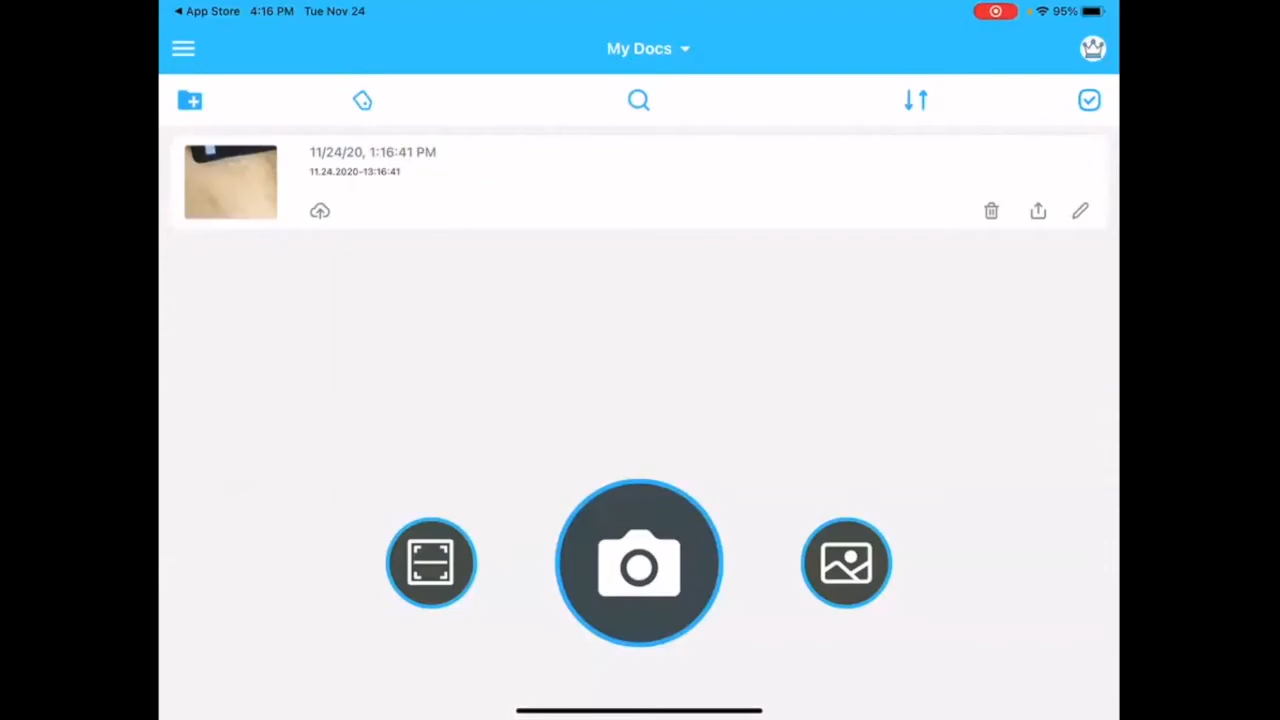 ◀ App Store 4:16 PM Tue Nov 24 95%
My Docs
11/24/20, 1:16:41 PM
11.24.2020-13:16:41